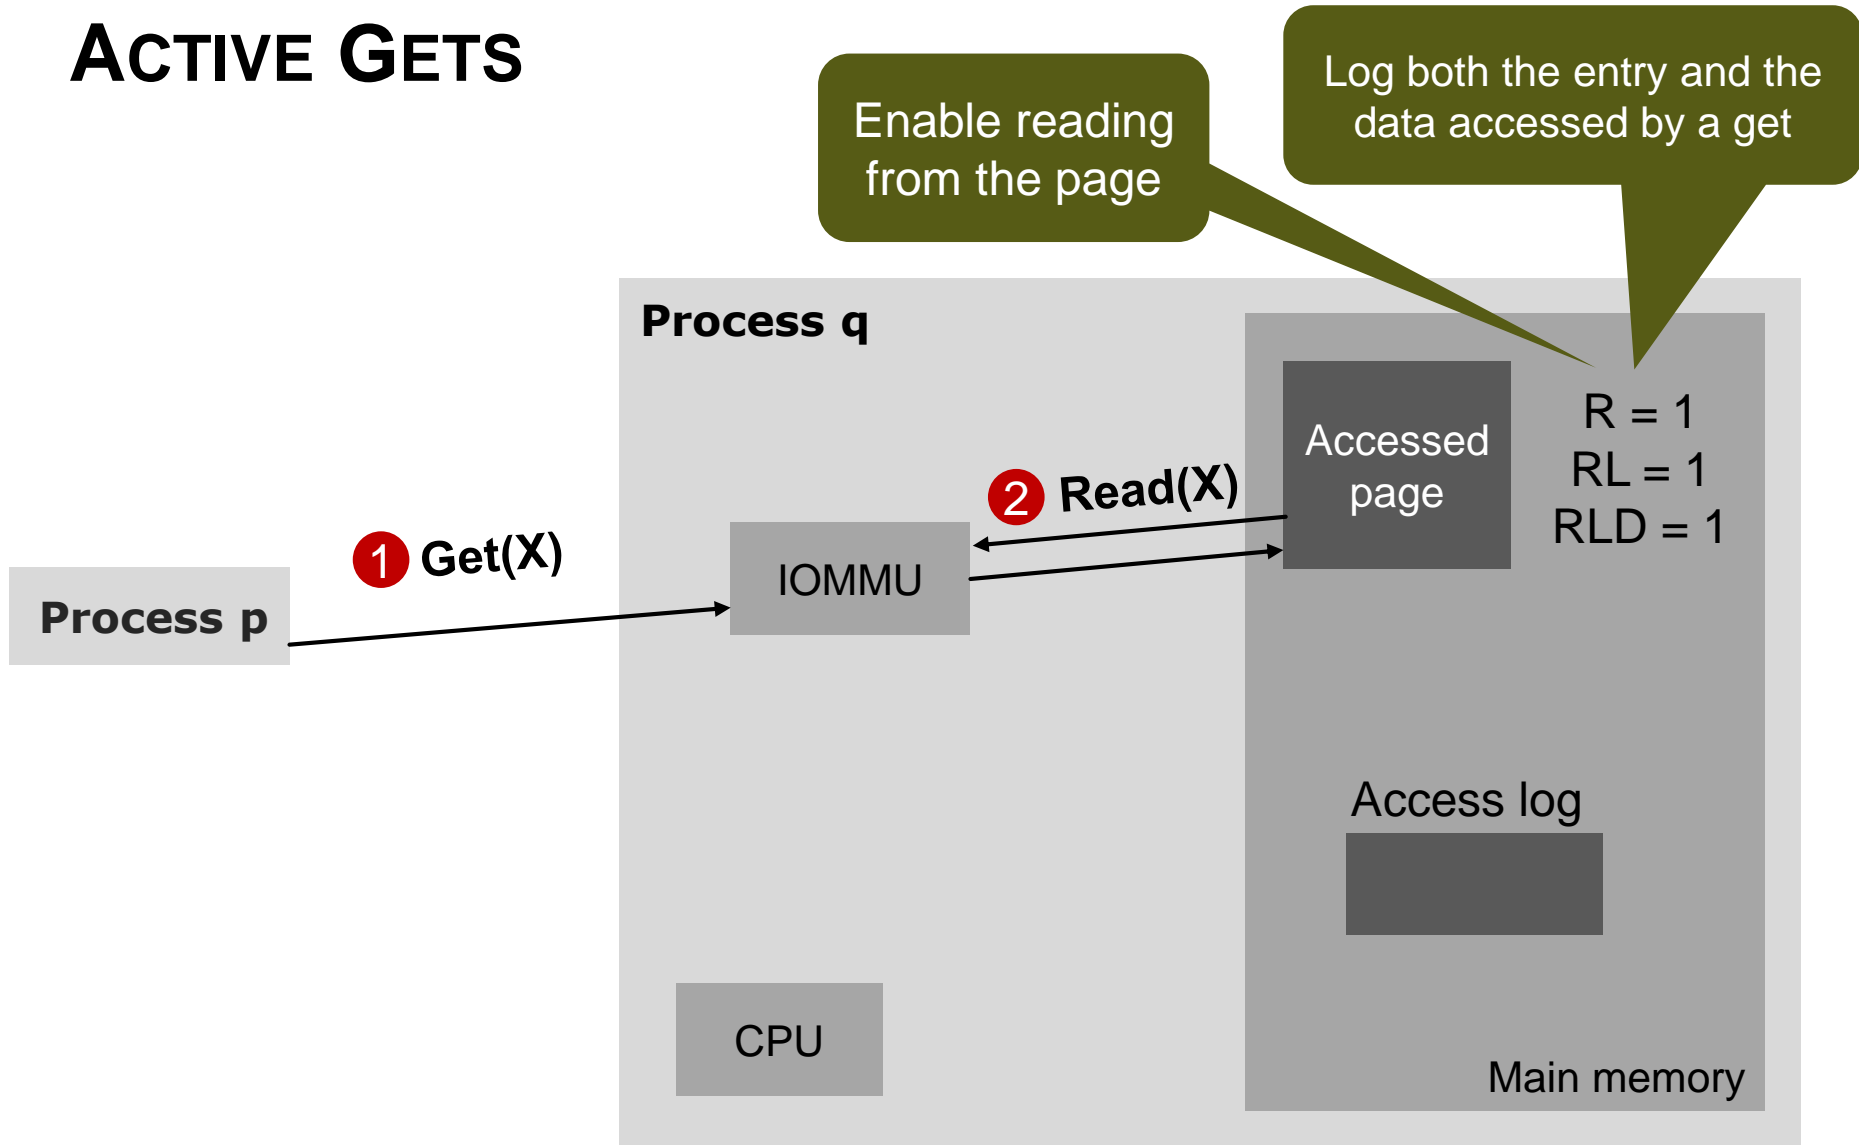 ACTIVE GETS
Enable reading
from the page
Log both the entry and the
data accessed by a get
Process q
Accessed
page
R = 1
RL = 1
RLD = 1
2 Read(X)
1 Get(X)
IOMMU
Process p
Access log
CPU
Main memory